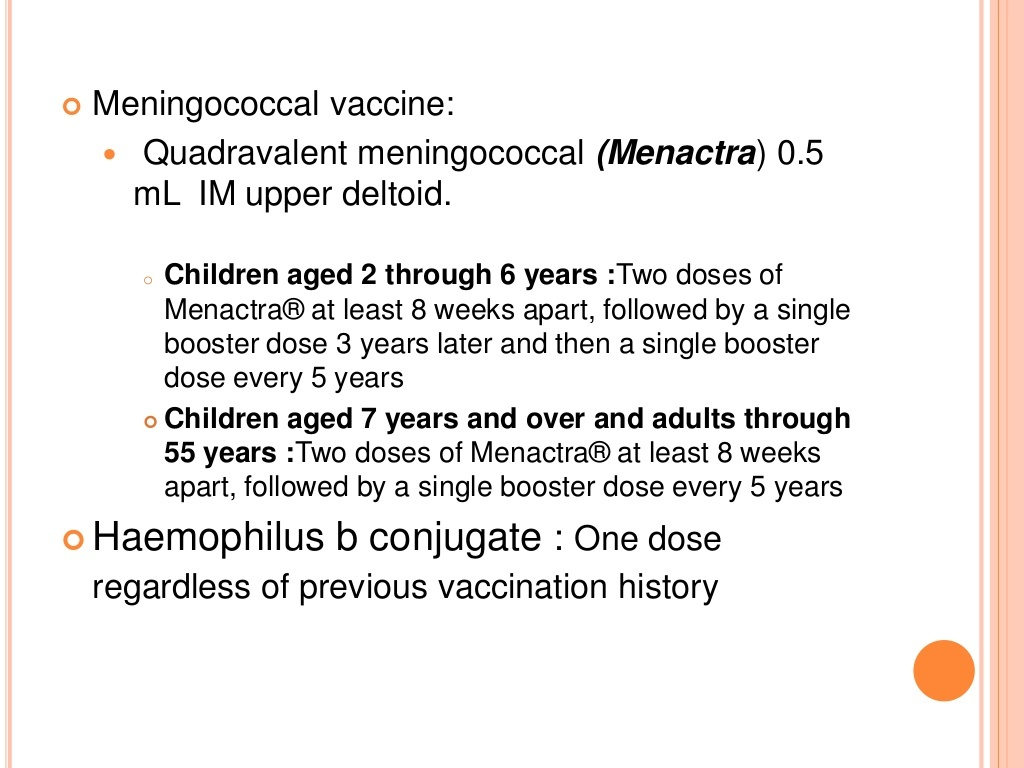 Meningococcal vaccine:
Quadravalent meningococcal (Menactra) 0.5
mL IM upper deltoid.
Children aged 2 through 6 years :Two doses of
Menactra® at least 8 weeks apart, followed by a single
booster dose 3 years later and then a single booster
dose every 5 years
Children aged 7 years and over and adults through
55 years :Two doses of Menactra® at least 8 weeks
apart, followed by a single booster dose every 5 years
Haemophilus b conjugate : One dose
regardless of previous vaccination history